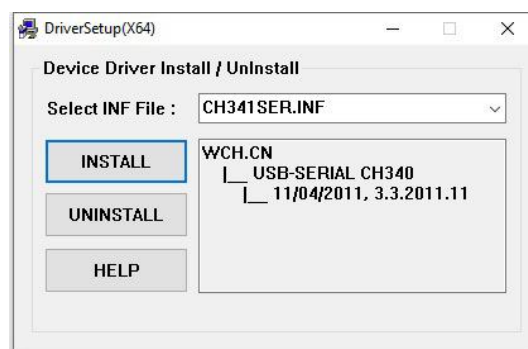 DriverSetup(X64)
Device Driver Install / UnInstall
Select INF File : CH341SER.INF
INSTALL
UNINSTALL
HELP
WCH.CN
|__ USB-SERIAL CH340
|__ 11/04/2011, 3.3.2011.11